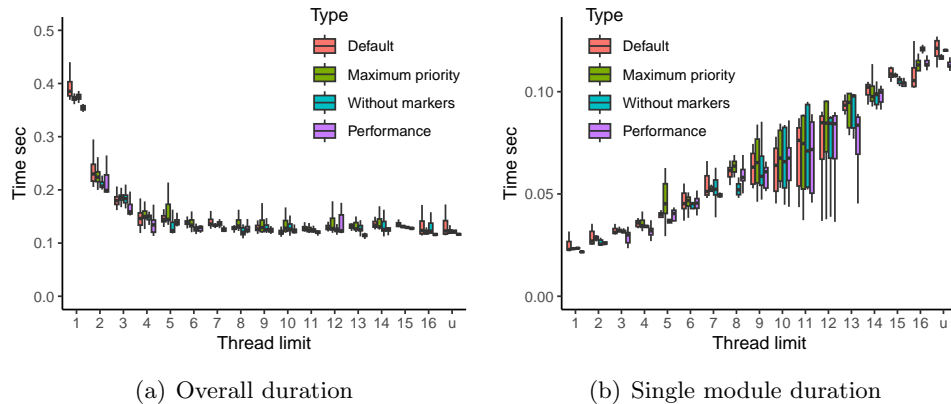 Type
Default
Maximum priority
Without markers
Performance
Time sec
0.5
0.4
0.3
0.2
0.1
0.0
1 2 3 4 5 6 7 8 9 10 11 12 13 14 15 16 u
Thread limit
(a) Overall duration
Type
Default
Maximum priority
Without markers
Performance
Time sec
0.10
0.05
0.00
1 2 3 4 5 6 7 8 9 10 11 12 13 14 15 16 u
Thread limit
(b) Single module duration